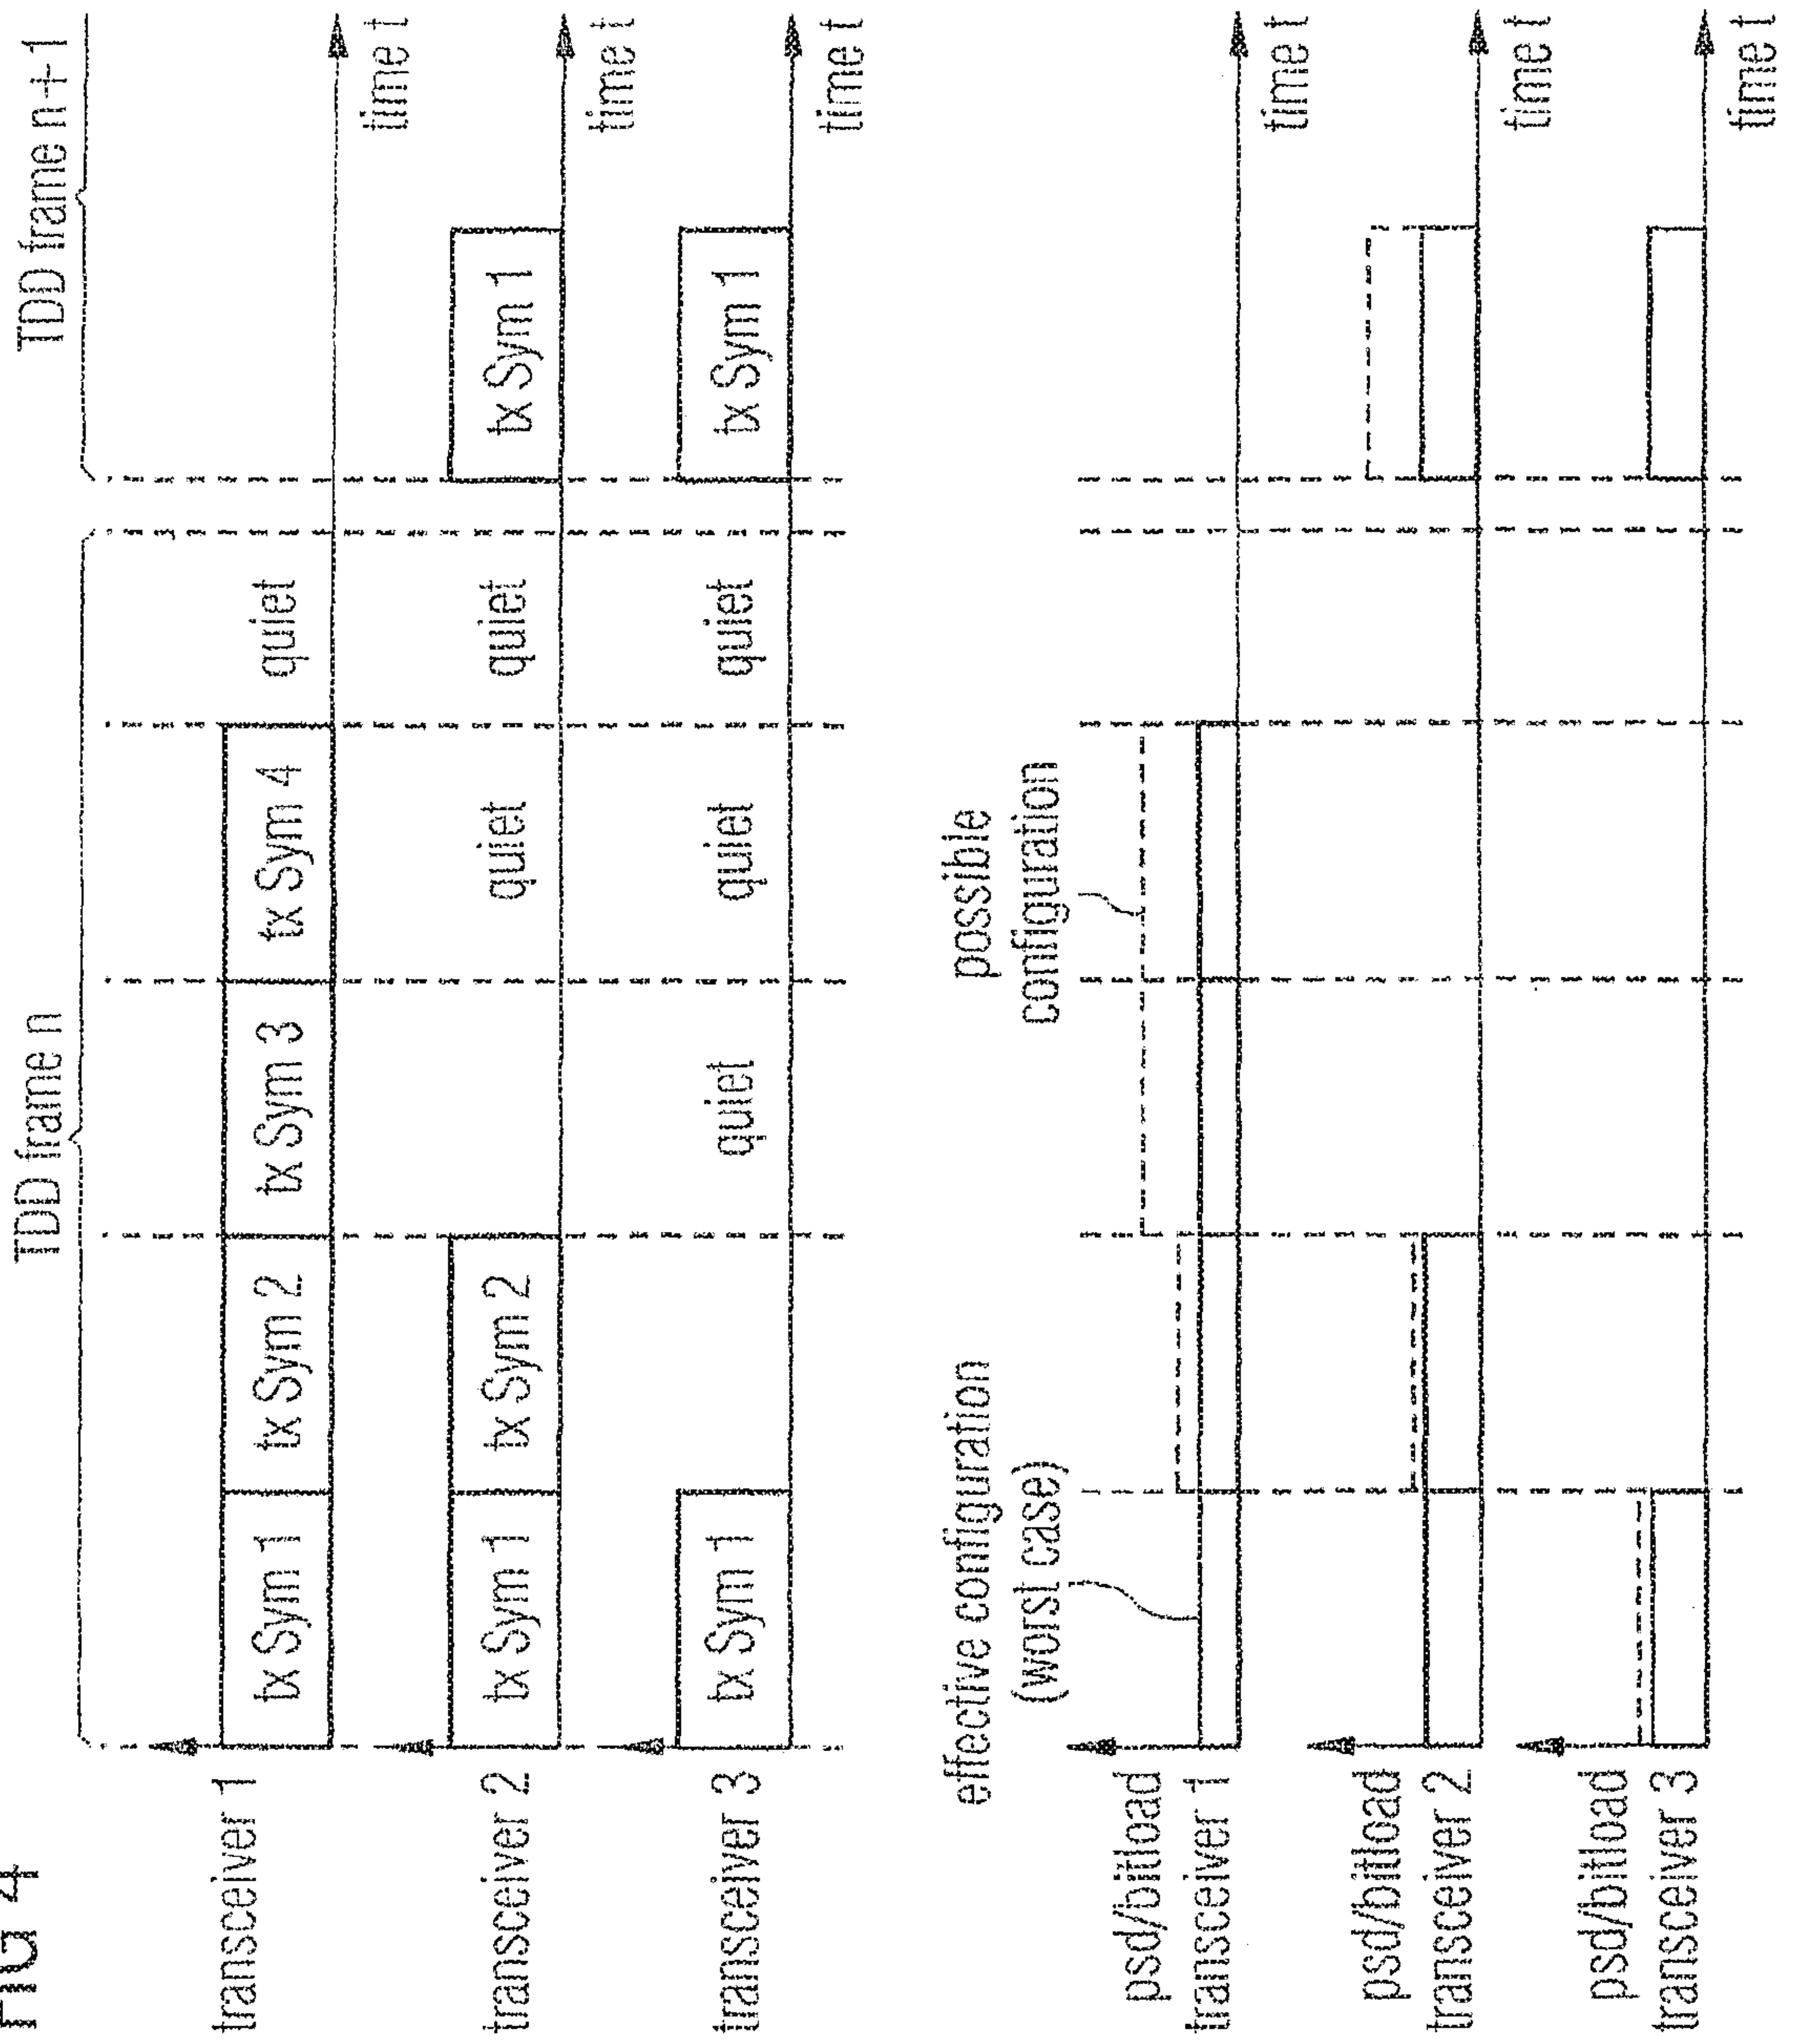 FIG 4
TDD frame n
TDD frame n+1
transceiver 1
tx Sym 1
tx Sym 2
tx Sym 3
tx Sym 4
quiet
time t
transceiver 2
tx Sym 1
tx Sym 2
quiet
quiet
tx Sym 1
time t
transceiver 3
tx Sym 1
quiet
quiet
quiet
tx Sym 1
time t
effective configuration
(worst case)
possible
configuration
psd/bitload
transceiver 1
time t
psd/bitload
transceiver 2
time t
psd/bitload
transceiver 3
time t